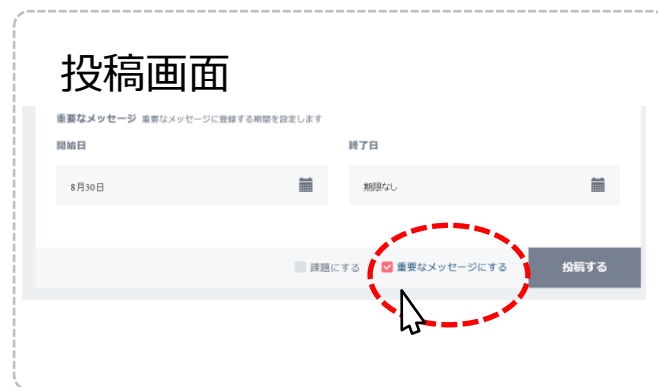 投稿画面
重要なメッセージ 重要なメッセージに登録する期間を設定します
開始日 終了日
8月30日 期限なし
課題にする 重要なメッセージにする 投稿する